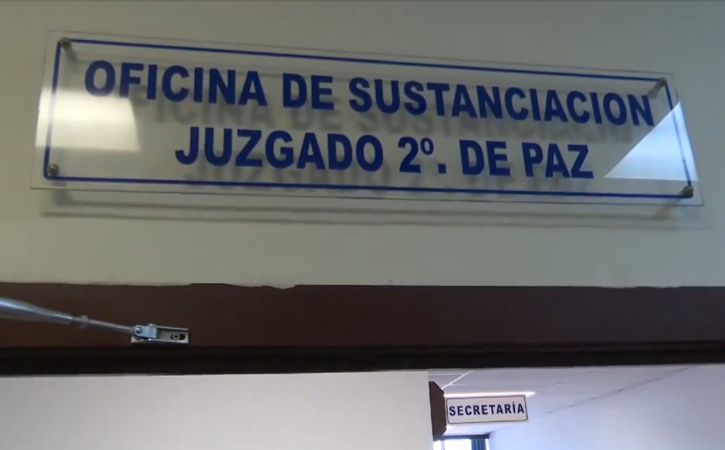 OFICINA DE SUSTANCIACION
JUZGADO 2º. DE PAZ
SECRETARÍA